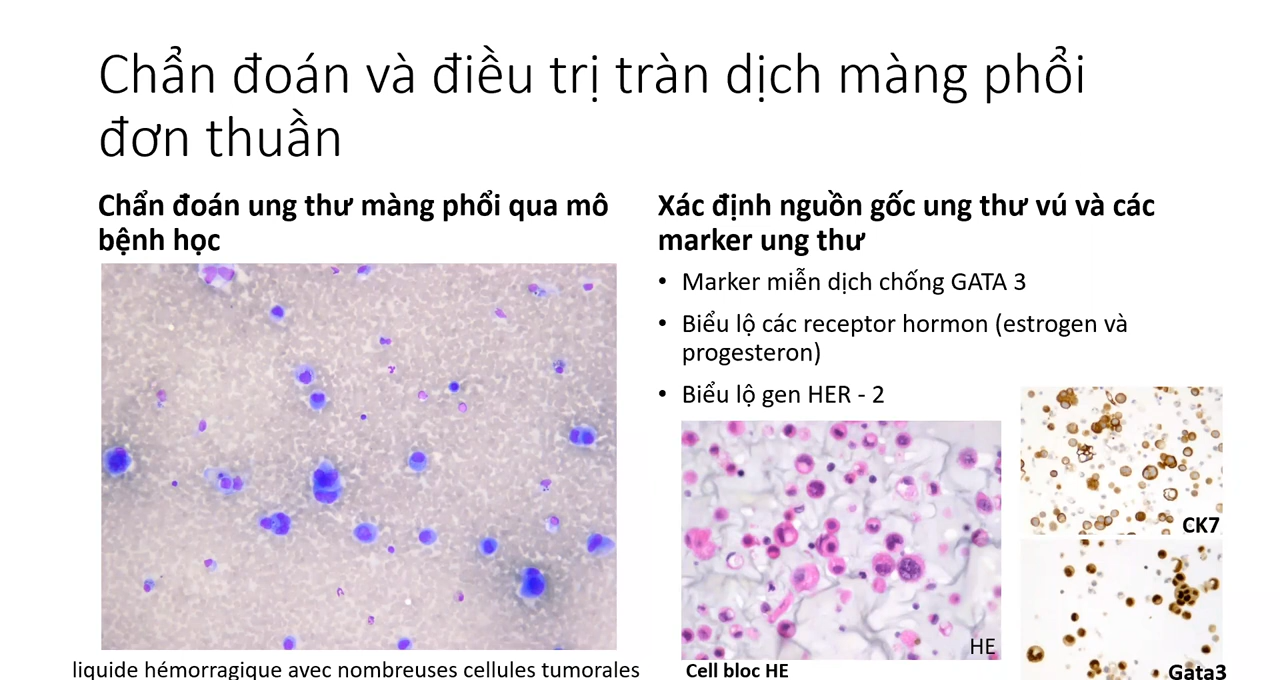 Chẩn đoán và điều trị tràn dịch màng phổi
đơn thuần
Chẩn đoán ung thư màng phổi qua mô
bệnh học
liquide hémorragique avec nombreuses cellules tumorales
Xác định nguồn gốc ung thư vú và các
marker ung thư
• Marker miễn dịch chống GATA 3
• Biểu lộ các receptor hormon (estrogen và
progesteron)
• Biểu lộ gen HER - 2
HE
Cell bloc HE
CK7
Gata3